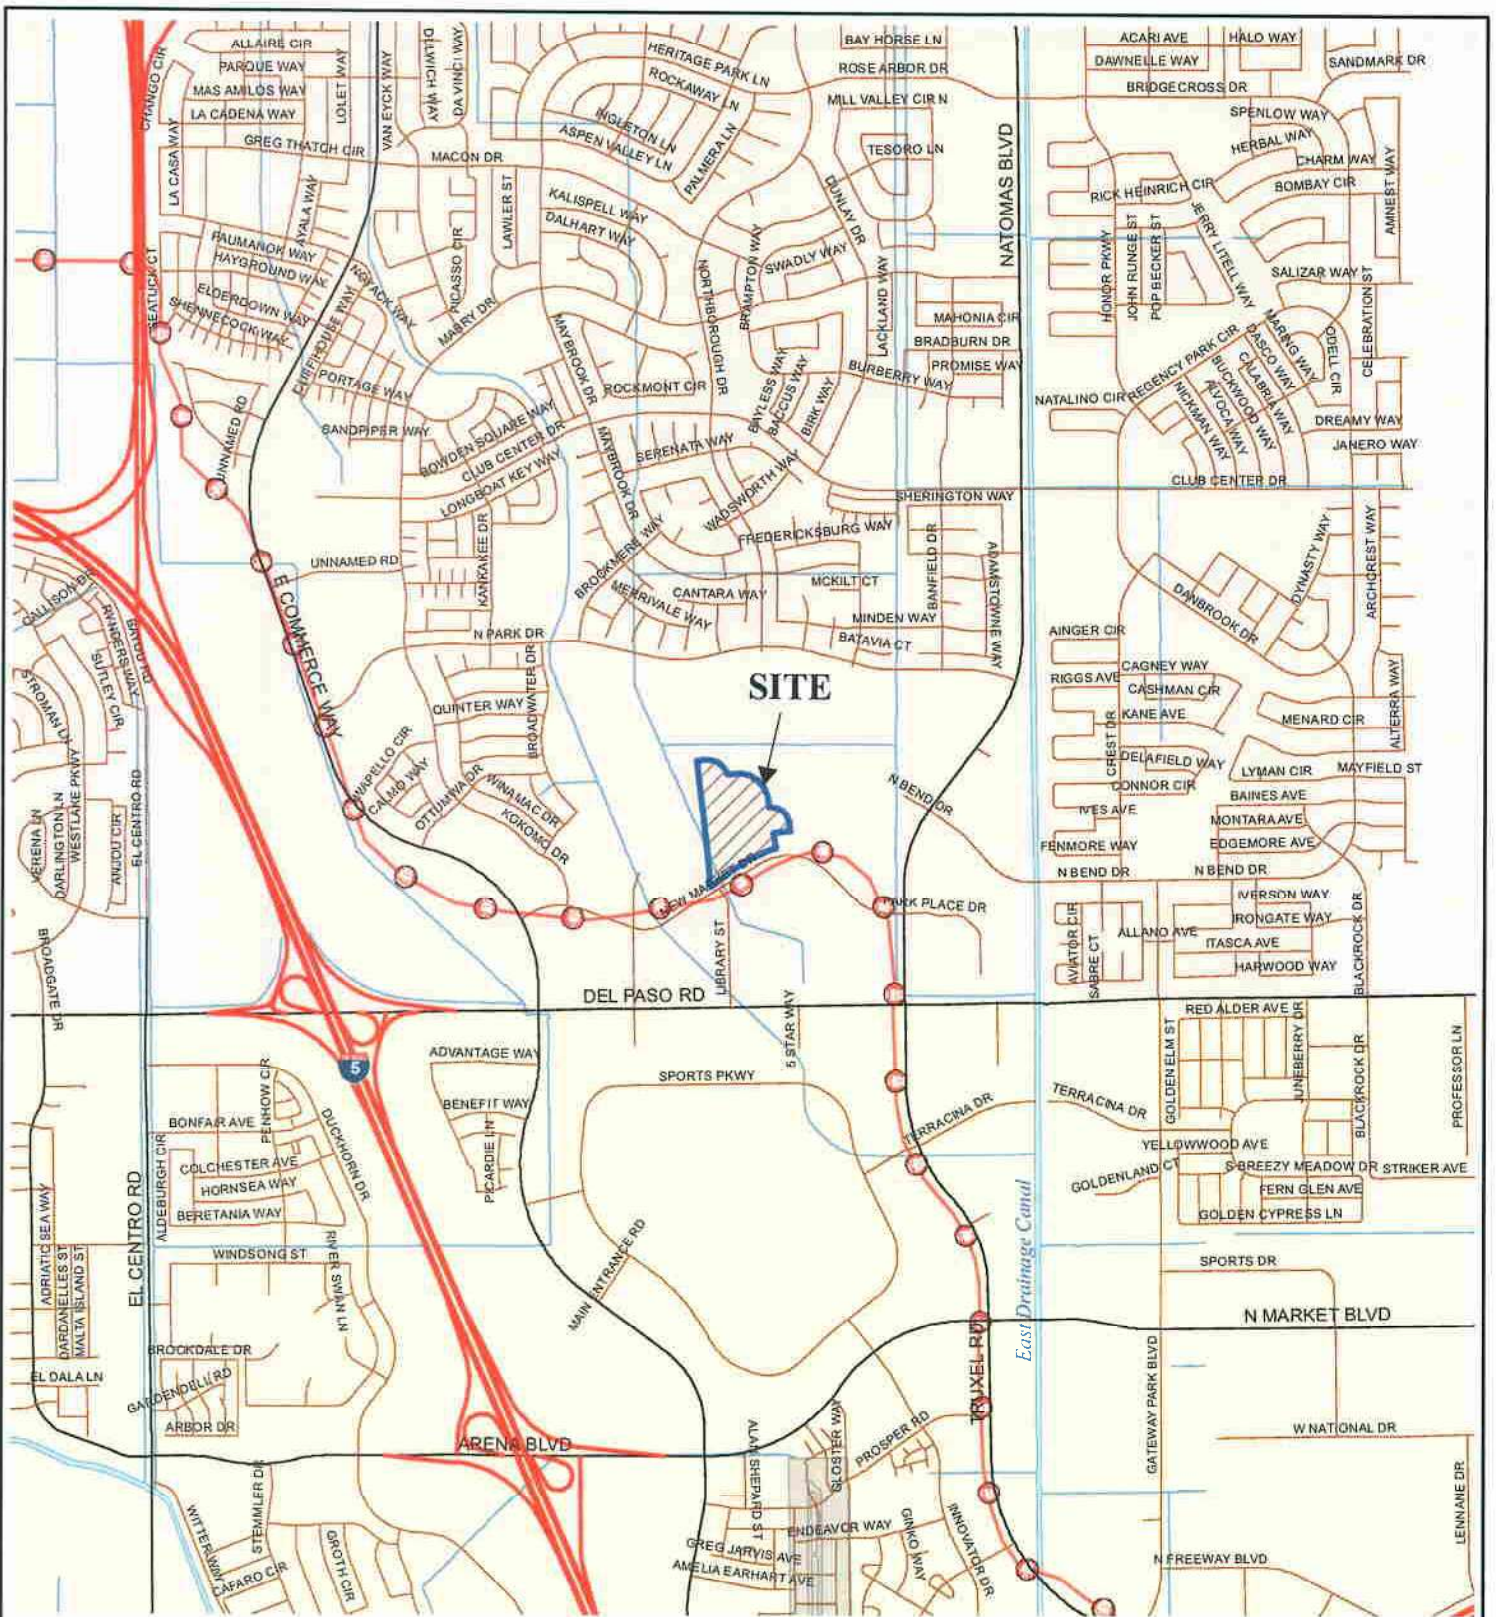 ALLAIRE CIR
PARQUE WAY
MAS AMILOS WAY
LA CADENA WAY
GREG THATCH CIR
CHANGO CIR
LA CASA WAY
LOLET WAY
VAN EYCK WAY
DULWICH WAY
DA VINCI WAY
MACON DR
HERITAGE PARK LN
ROCKAWAY LN
INGLETON LN
ASPEN VALLEY LN
PALMERA LN
BAY HORSE LN
ROSE ARBOR DR
MILL VALLEY CIR N
TESORO LN
NATOMAS BLVD
ACARI AVE
HALO WAY
DAWNELLE WAY
SANDMARK DR
BRIDGECROSS DR
SPENLOW WAY
HERBAL WAY
CHARM WAY
BOMBAY CIR
AMNEST WAY
RICK HEINRICH CIR
JERRY LITELL WAY
HONOR PKWY
JOHN RUNGE ST
POP BECKER ST
SALIZAR WAY
CELEBRATION ST
AYALA WAY
PAUMANOK WAY
HAYGROUND WAY
ELDERDOWN WAY
SHENNECOCK WAY
SEATUCK CT
NOYACK WAY
PICASSO CIR
LAWLER ST
MABRY DR
KALISPELL WAY
DALHART WAY
DUNLAY DR
SWADLY WAY
BRAMPTON WAY
NORTHBOROUGH DR
LACKLAND WAY
MAHONIA CIR
BRADBURN DR
PROMISE WAY
BURBERRY WAY
MAYBROOK DR
ROCKMONT CIR
BAYLESS WAY
BACCUS WAY
BIRK WAY
NATALINO CIR
REGENCY PARK CIR
MARING WAY
DASCO WAY
CALABRIA WAY
BUCKWOOD WAY
AVOCA WAY
NICKMAN WAY
ODELL CIR
DREAMY WAY
JANERO WAY
CLUB CENTER DR
PORTAGE WAY
SANDPIPER WAY
UNNAMED RD
BOWDEN SQUARE WAY
CLUB CENTER DR
LONGBOAT KEY WAY
MAYBROOK DR
SERENATA WAY
WADSWORTH WAY
SHERINGTON WAY
FREDERICKSBURG WAY
BROCKMERE WAY
MERRIVALE WAY
CANTARA WAY
MCKILT CT
MINDEN WAY
BATAVIA CT
BANFIELD DR
ADAMSTOWNE WAY
KANKAKEE DR
UNNAMED RD
N PARK DR
E COMMERCE WAY
CALLISON DR
RYNDERS WAY
BAYOU RD
SUTLEY CIR
STROMAN LN
WESTLAKE PKWY
DARLINGTON LN
VERENA LN
ANJOU CIR
EL CENTRO RD
QUINTER WAY
BROADWATER DR
WAPELLO CIR
CALMO WAY
OTTUMWA DR
WINAMAC DR
KOKOMO DR
SITE
DANBROOK DR
DYNASTY WAY
ARCHCREST WAY
AINGER CIR
CAGNEY WAY
RIGGS AVE
CASHMAN CIR
KANE AVE
MENARD CIR
ALTERRA WAY
CREST DR
DELAFIELD WAY
LYMAN CIR
MAYFIELD ST
CONNOR CIR
BAINES AVE
IVES AVE
MONTARA AVE
FENMORE WAY
EDGEMORE AVE
N BEND DR
N BEND DR
N BEND DR
IVERSON WAY
IRONGATE WAY
ALLANO AVE
ITASCA AVE
HARWOOD WAY
AVIATOR CIR
SABRE CT
BLACKROCK DR
NEW MARKET DR
PARK PLACE DR
LIBRARY ST
BROADGATE DR
DEL PASO RD
5 STAR WAY
5
ADVANTAGE WAY
SPORTS PKWY
BENEFIT WAY
PICARDIE LN
PENHOW CIR
BONFAIR AVE
DUCKHORN DR
ALDEBURGH CIR
COLCHESTER AVE
HORNSEA WAY
BERETANIA WAY
WINDSONG ST
RIVER SWAN LN
EL CENTRO RD
ADRIATIC SEA WAY
DARDANELLES ST
MALTA ISLAND ST
MAIN ENTRANCE RD
TERRACINA DR
TERRACINA DR
RED ALDER AVE
GOLDEN ELM ST
JUNEBERRY DR
BLACKROCK DR
PROFESSOR LN
YELLOWWOOD AVE
GOLDENLAND CT
S BREEZY MEADOW DR
STRIKER AVE
FERN GLEN AVE
GOLDEN CYPRESS LN
East Drainage Canal
SPORTS DR
N MARKET BLVD
TRUXEL RD
GATEWAY PARK BLVD
W NATIONAL DR
LENNANE DR
N FREEWAY BLVD
BROOKDALE DR
GARDENDELL RD
ARBOR DR
EL DALA LN
ARENA BLVD
STEMMLER DR
WITTER WAY
CAFARO CIR
GROTH CIR
ALAN SHEPARD ST
GLOSTER WAY
PROSPER RD
ENDEAVOR WAY
GREG JARVIS AVE
AMELIA EARHART AVE
GINKO WAY
INNOVATOR DR